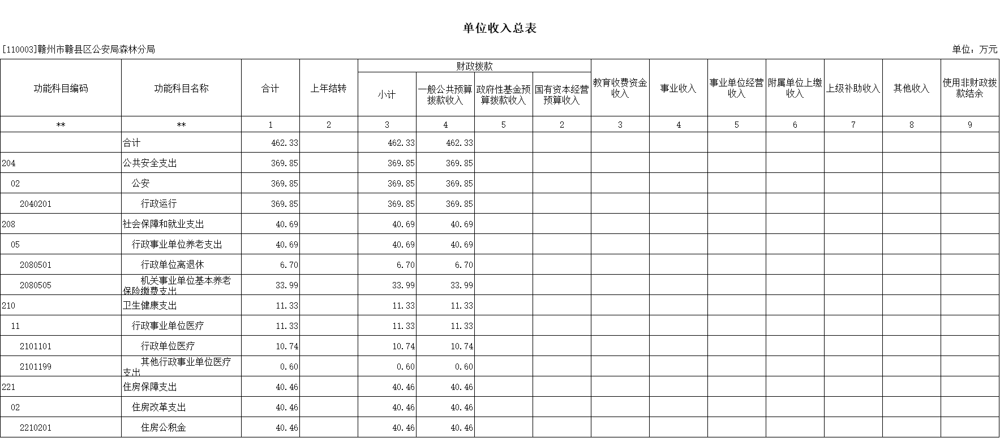 单位收入总表
[110003]赣州市赣县区公安局森林分局 单位：万元
功能科目编码 功能科目名称 合计 上年结转 财政拨款 教育收费资金收入 事业收入 事业单位经营收入 附属单位上缴收入 上级补助收入 其他收入 使用非财政拨款结余
小计 一般公共预算拨款收入 政府性基金预算拨款收入 国有资本经营预算收入
** ** 1 2 3 4 5 2 3 4 5 6 7 8 9
合计 462.33 462.33 462.33
204 公共安全支出 369.85 369.85 369.85
02 公安 369.85 369.85 369.85
2040201 行政运行 369.85 369.85 369.85
208 社会保障和就业支出 40.69 40.69 40.69
05 行政事业单位养老支出 40.69 40.69 40.69
2080501 行政单位离退休 6.70 6.70 6.70
2080505 机关事业单位基本养老保险缴费支出 33.99 33.99 33.99
210 卫生健康支出 11.33 11.33 11.33
11 行政事业单位医疗 11.33 11.33 11.33
2101101 行政单位医疗 10.74 10.74 10.74
2101199 其他行政事业单位医疗支出 0.60 0.60 0.60
221 住房保障支出 40.46 40.46 40.46
02 住房改革支出 40.46 40.46 40.46
2210201 住房公积金 40.46 40.46 40.46